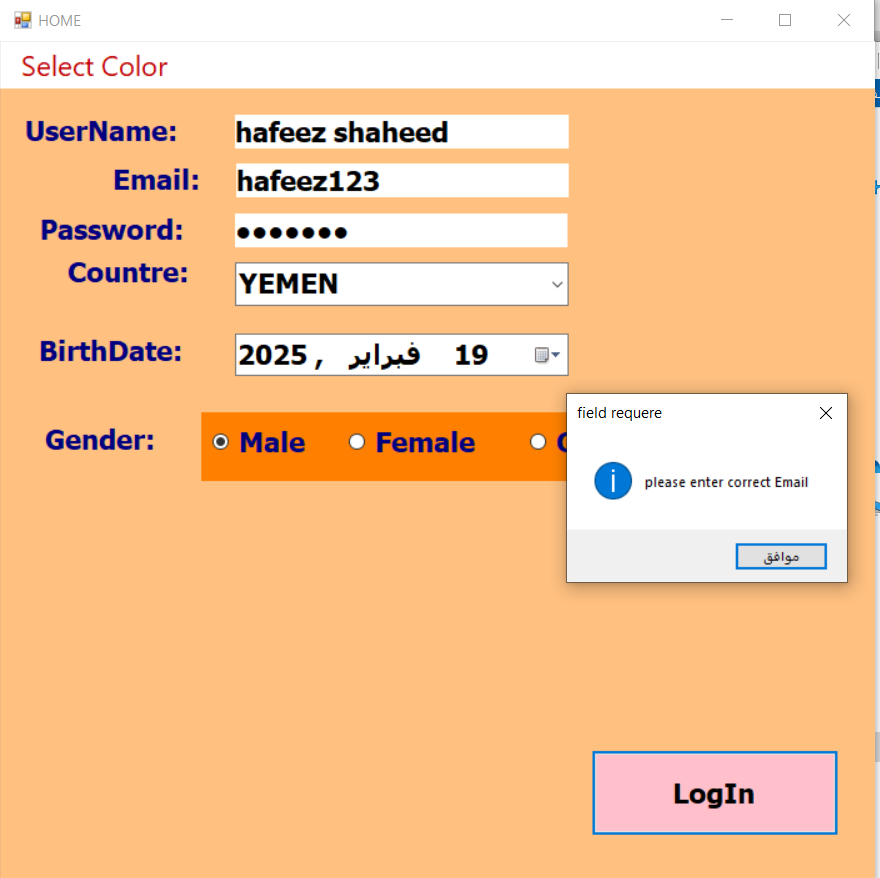 HOME
Select Color
UserName: hafeez shaheed
Email: hafeez123
Password: •••••••
Countre: YEMEN
BirthDate: 2025 , فبراير 19
Gender: Male Female
field requere
please enter correct Email
موافق
LogIn